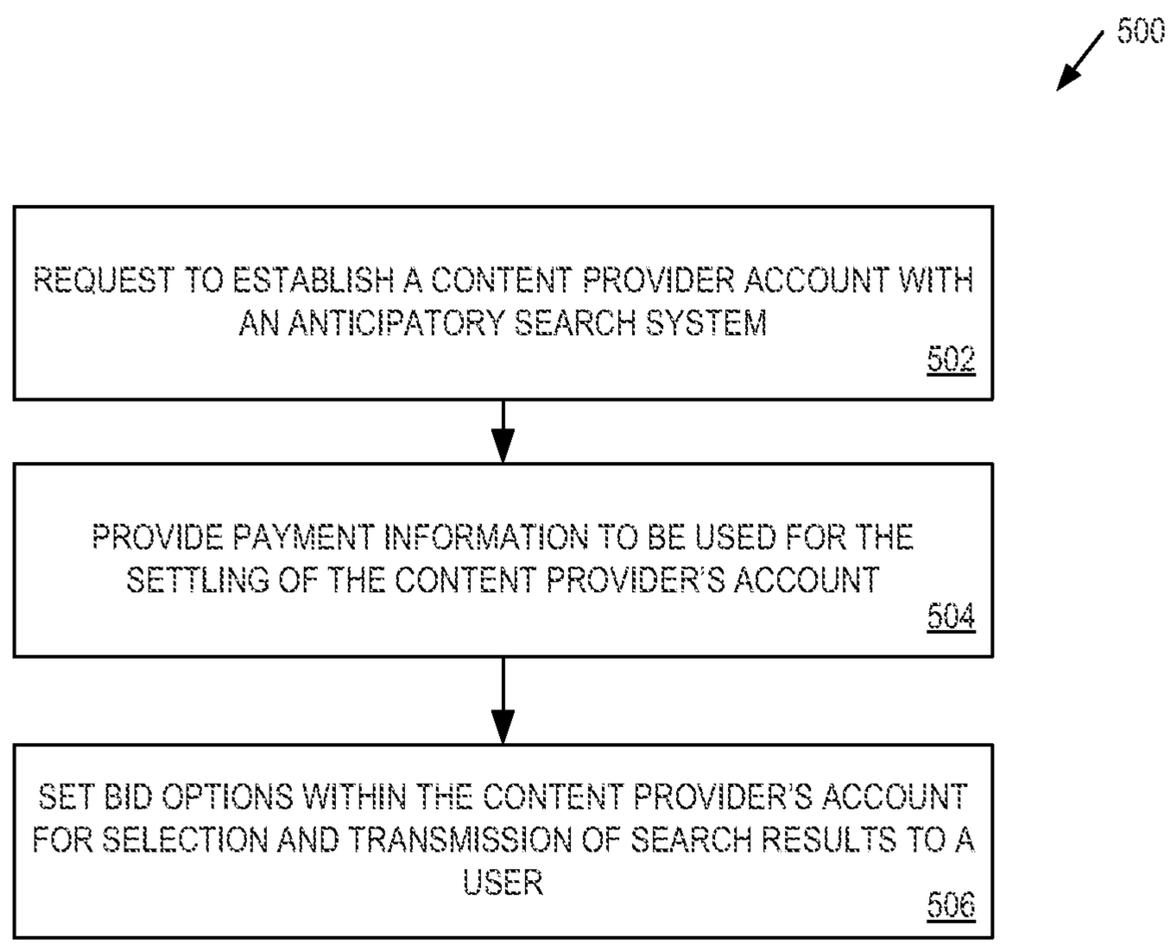 500
REQUEST TO ESTABLISH A CONTENT PROVIDER ACCOUNT WITH
AN ANTICIPATORY SEARCH SYSTEM
502
PROVIDE PAYMENT INFORMATION TO BE USED FOR THE
SETTLING OF THE CONTENT PROVIDER'S ACCOUNT
504
SET BID OPTIONS WITHIN THE CONTENT PROVIDER'S ACCOUNT
FOR SELECTION AND TRANSMISSION OF SEARCH RESULTS TO A
USER
506